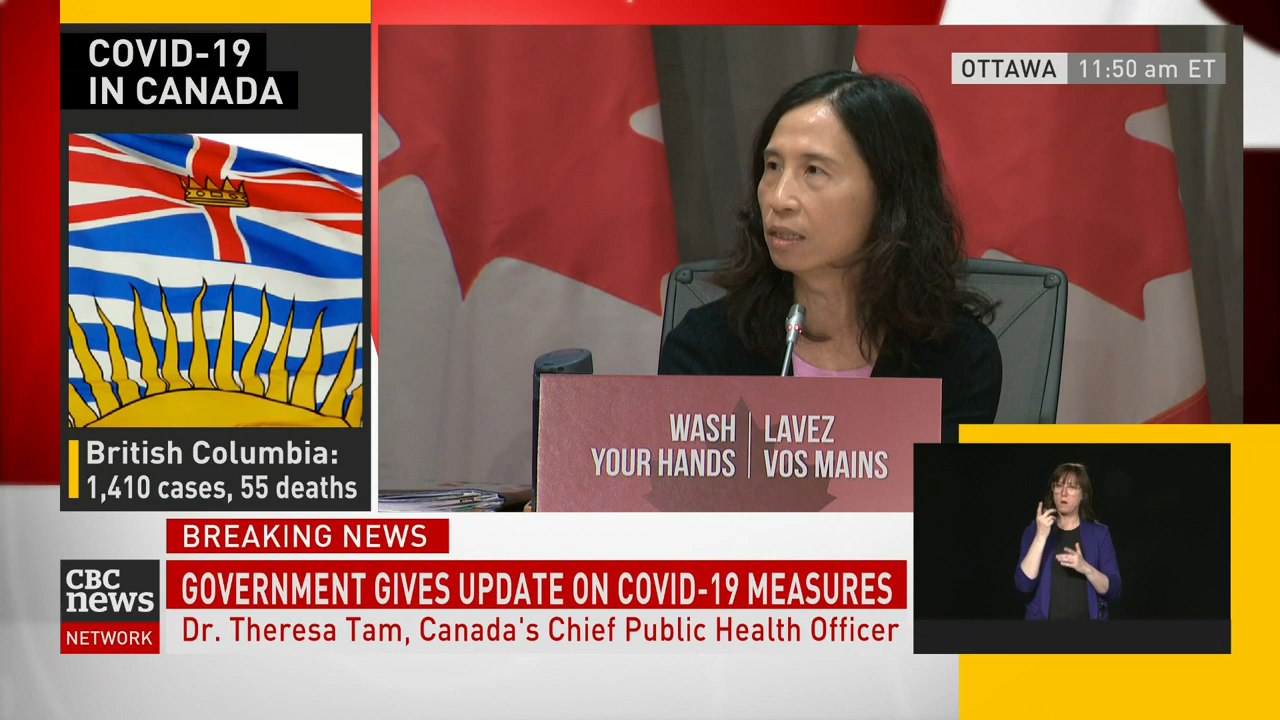 COVID-19
IN CANADA
OTTAWA 11:50 am ET
British Columbia:
1,410 cases, 55 deaths
WASH
YOUR HANDS
LAVEZ
VOS MAINS
BREAKING NEWS
CBC
news
NETWORK
GOVERNMENT GIVES UPDATE ON COVID-19 MEASURES
Dr. Theresa Tam, Canada's Chief Public Health Officer